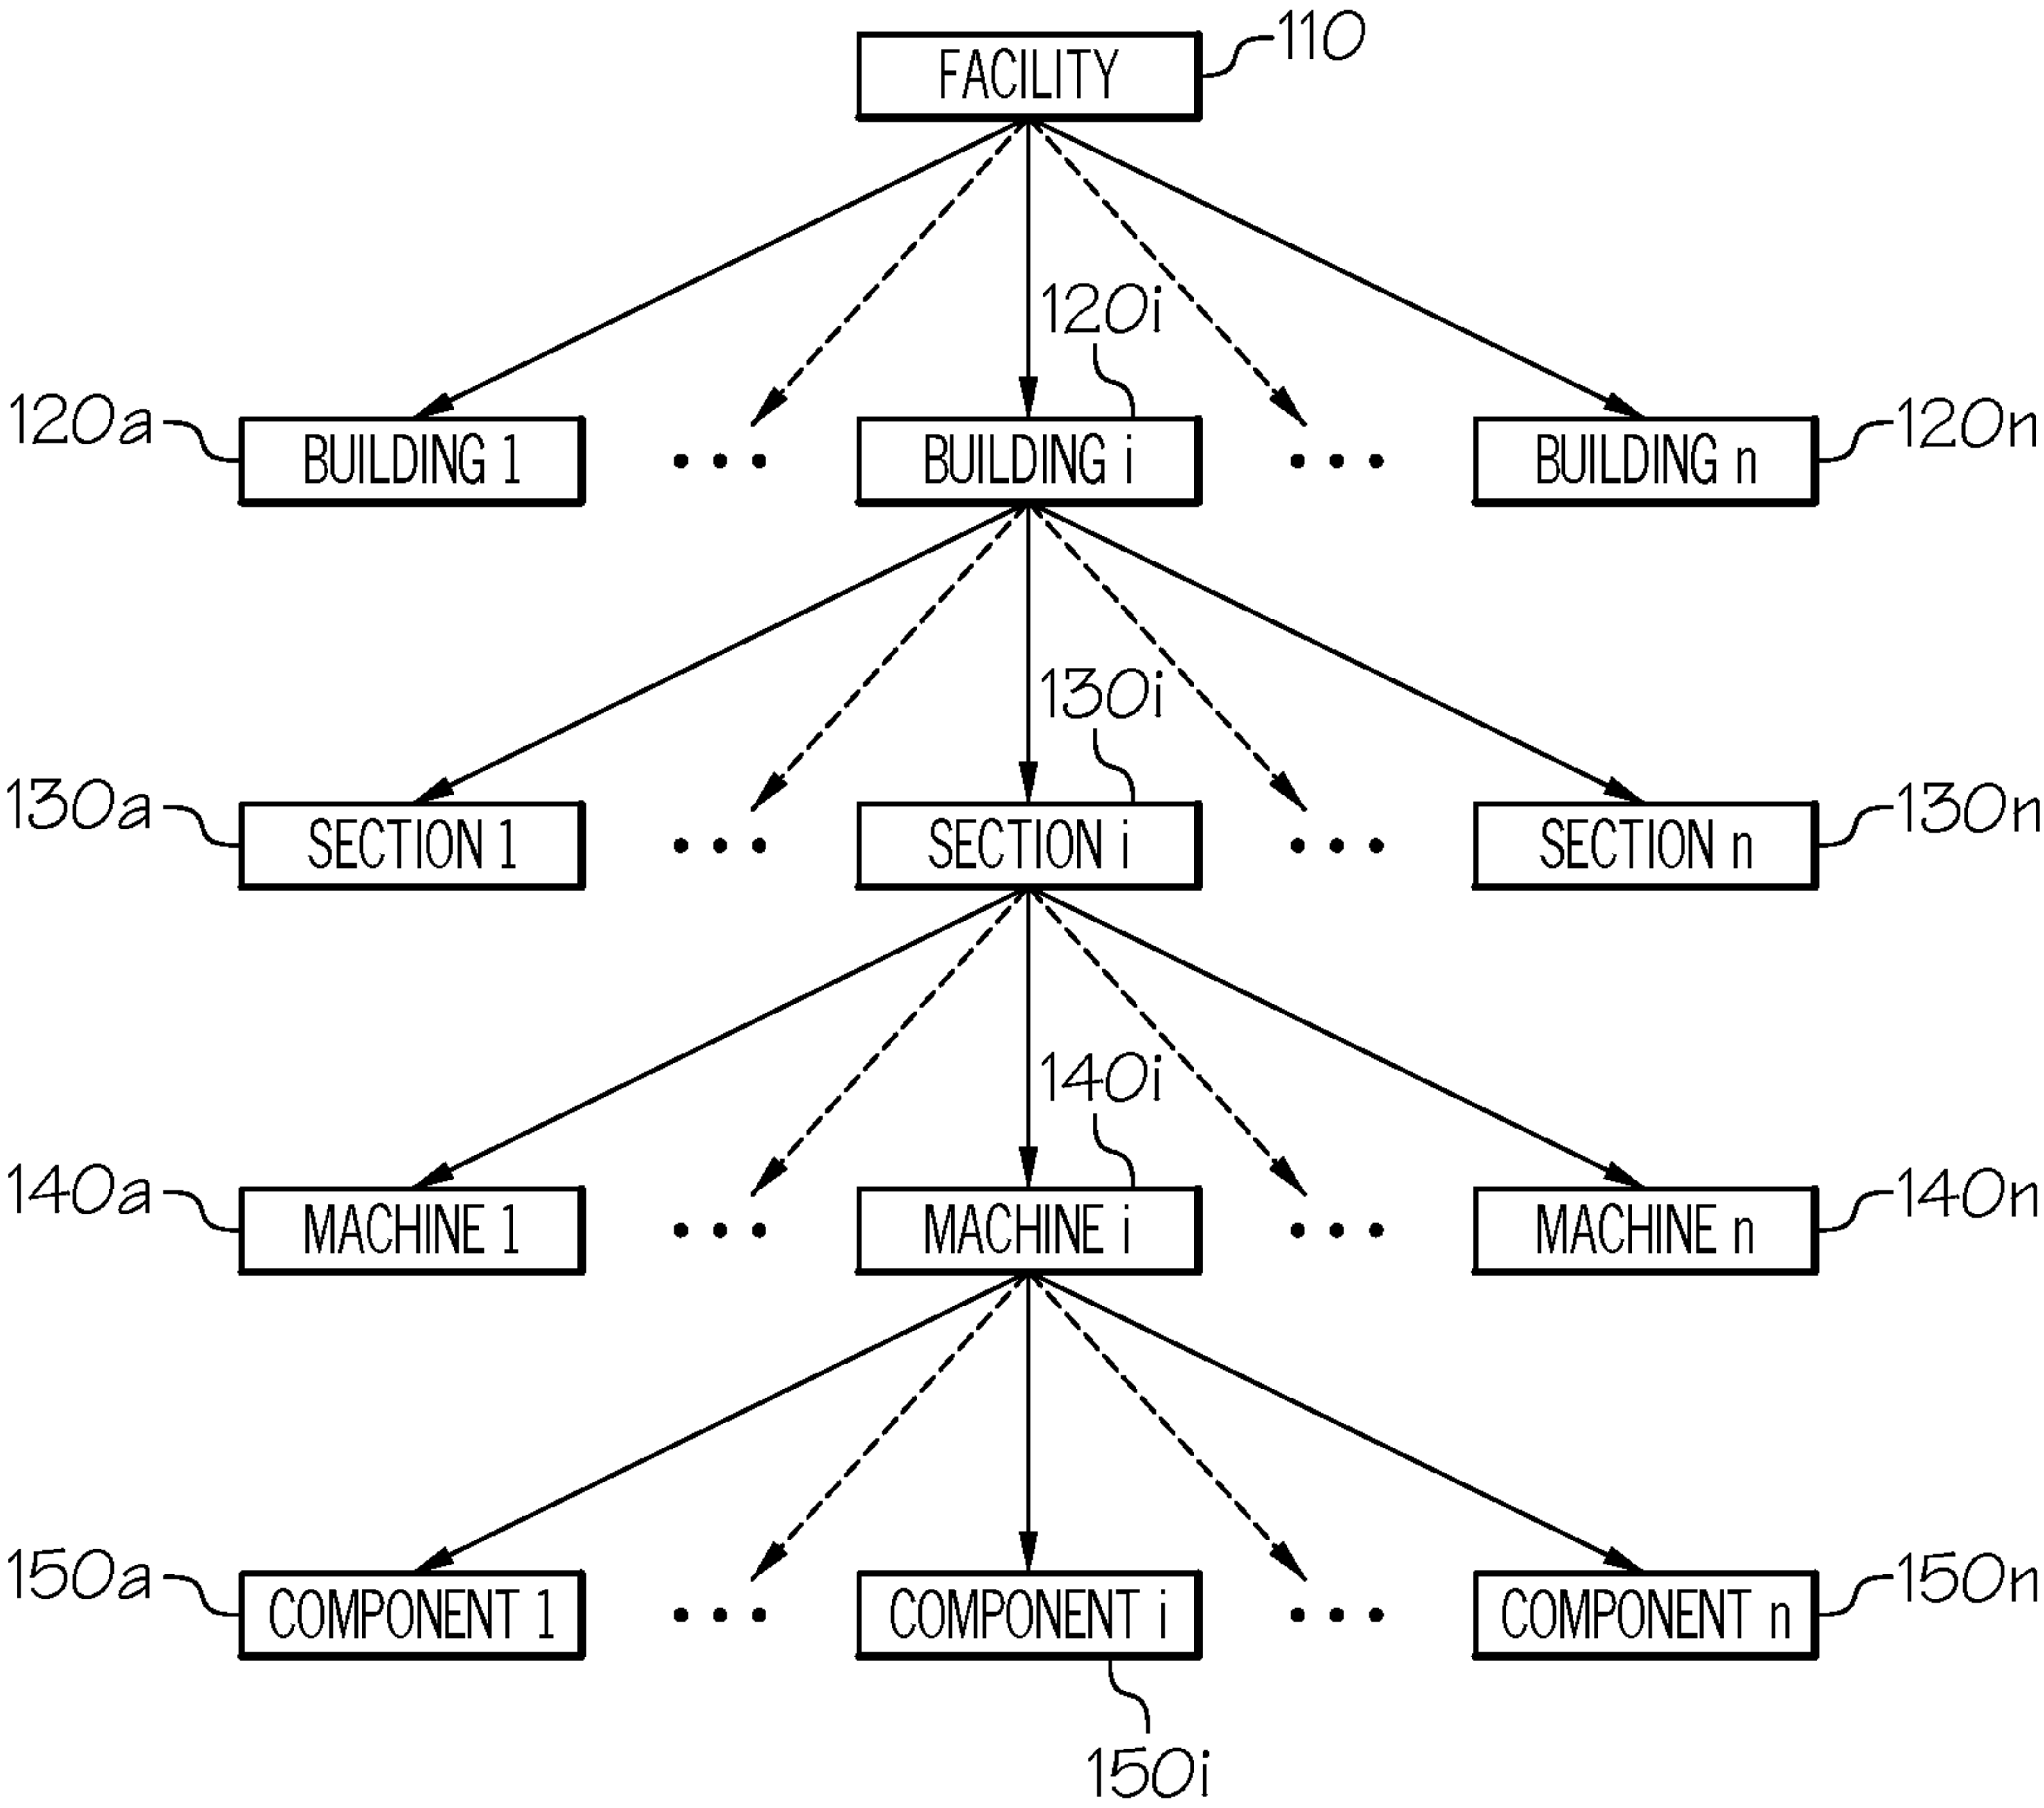 FACILITY 110
120i
120a BUILDING 1 ... BUILDING i ... BUILDING n 120n
130i
130a SECTION 1 ... SECTION i ... SECTION n 130n
140i
140a MACHINE 1 ... MACHINE i ... MACHINE n 140n
150a COMPONENT 1 ... COMPONENT i ... COMPONENT n 150n
150i